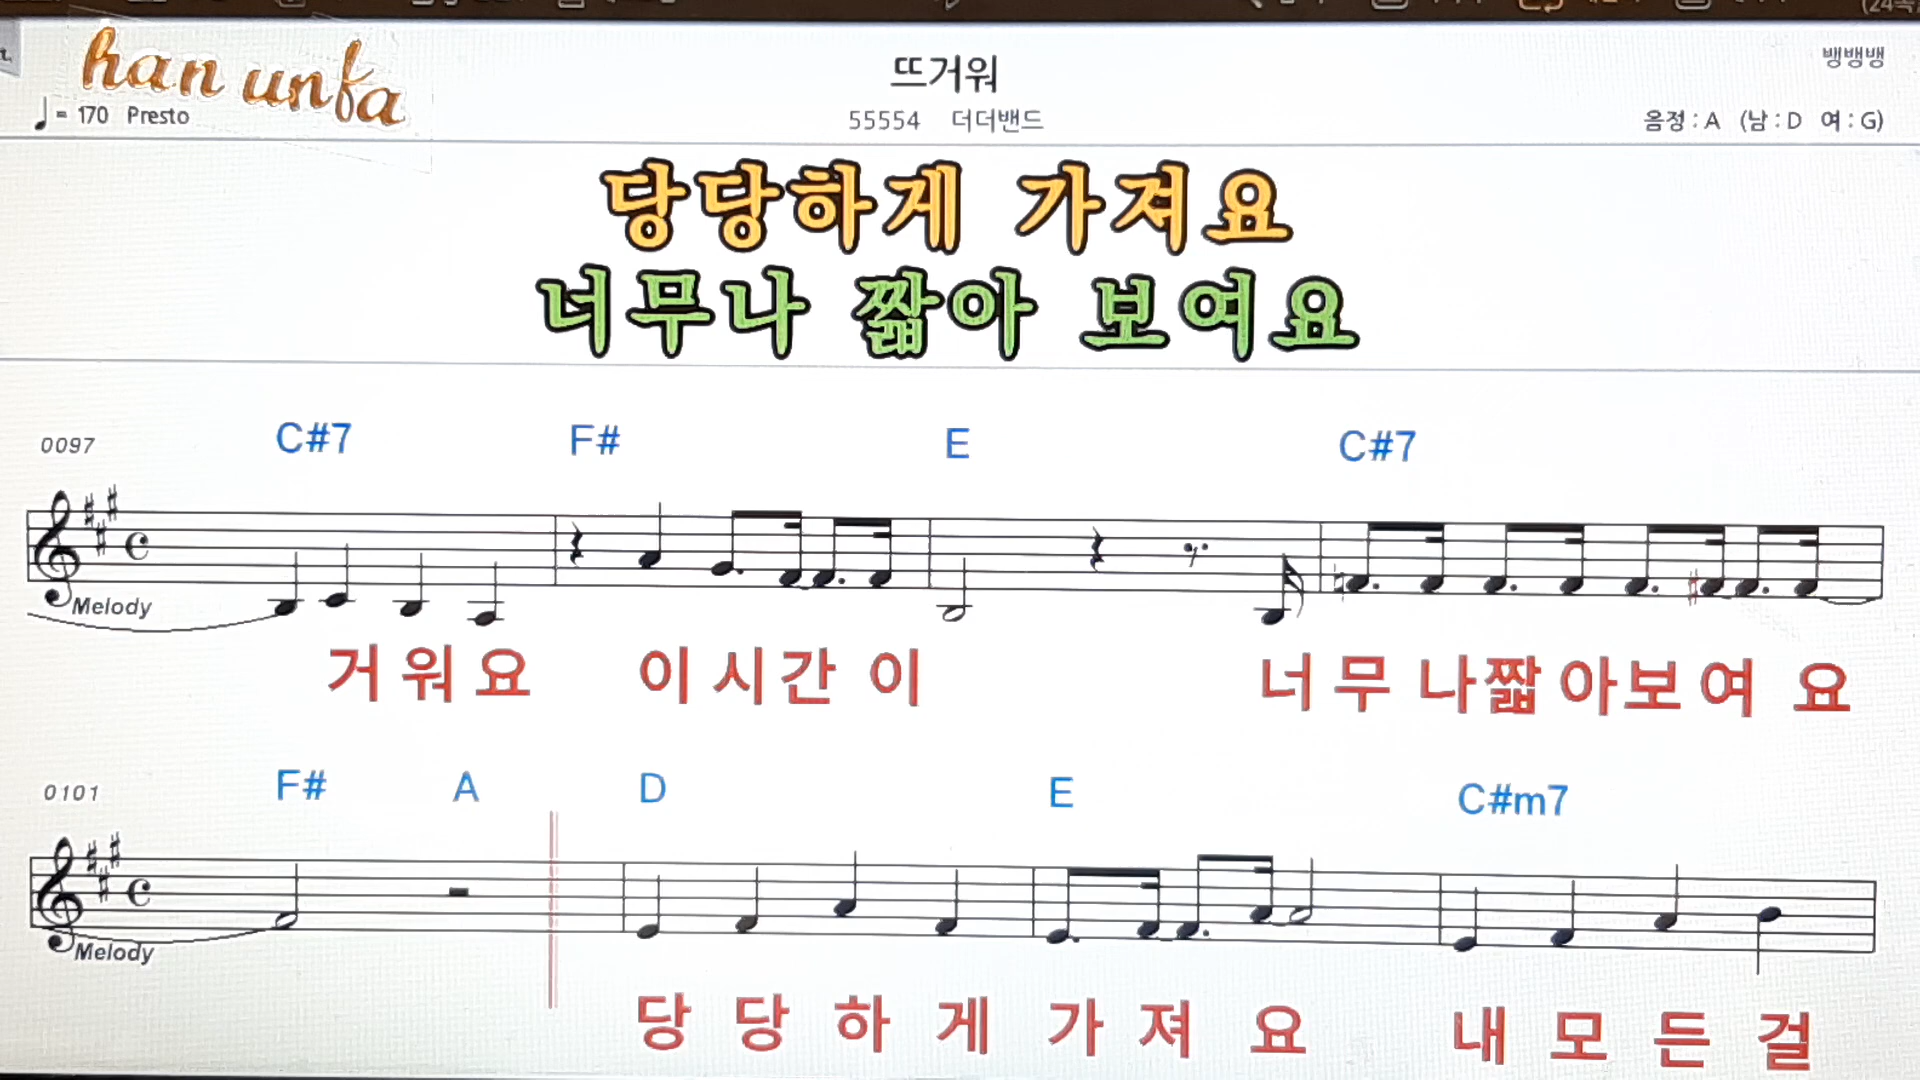 han unfa
뜨거워
뱅뱅뱅
♩= 170 Presto
55554 더더밴드
음정 : A (남 : D 여 : G)
당당하게 가져요
너무나 짧아 보여요
0097 C#7 F# E C#7
Melody
거워요 이시간이 너무나짧아보여요
0101 F# A D E C#m7
Melody
당당하게가져요 내모든걸